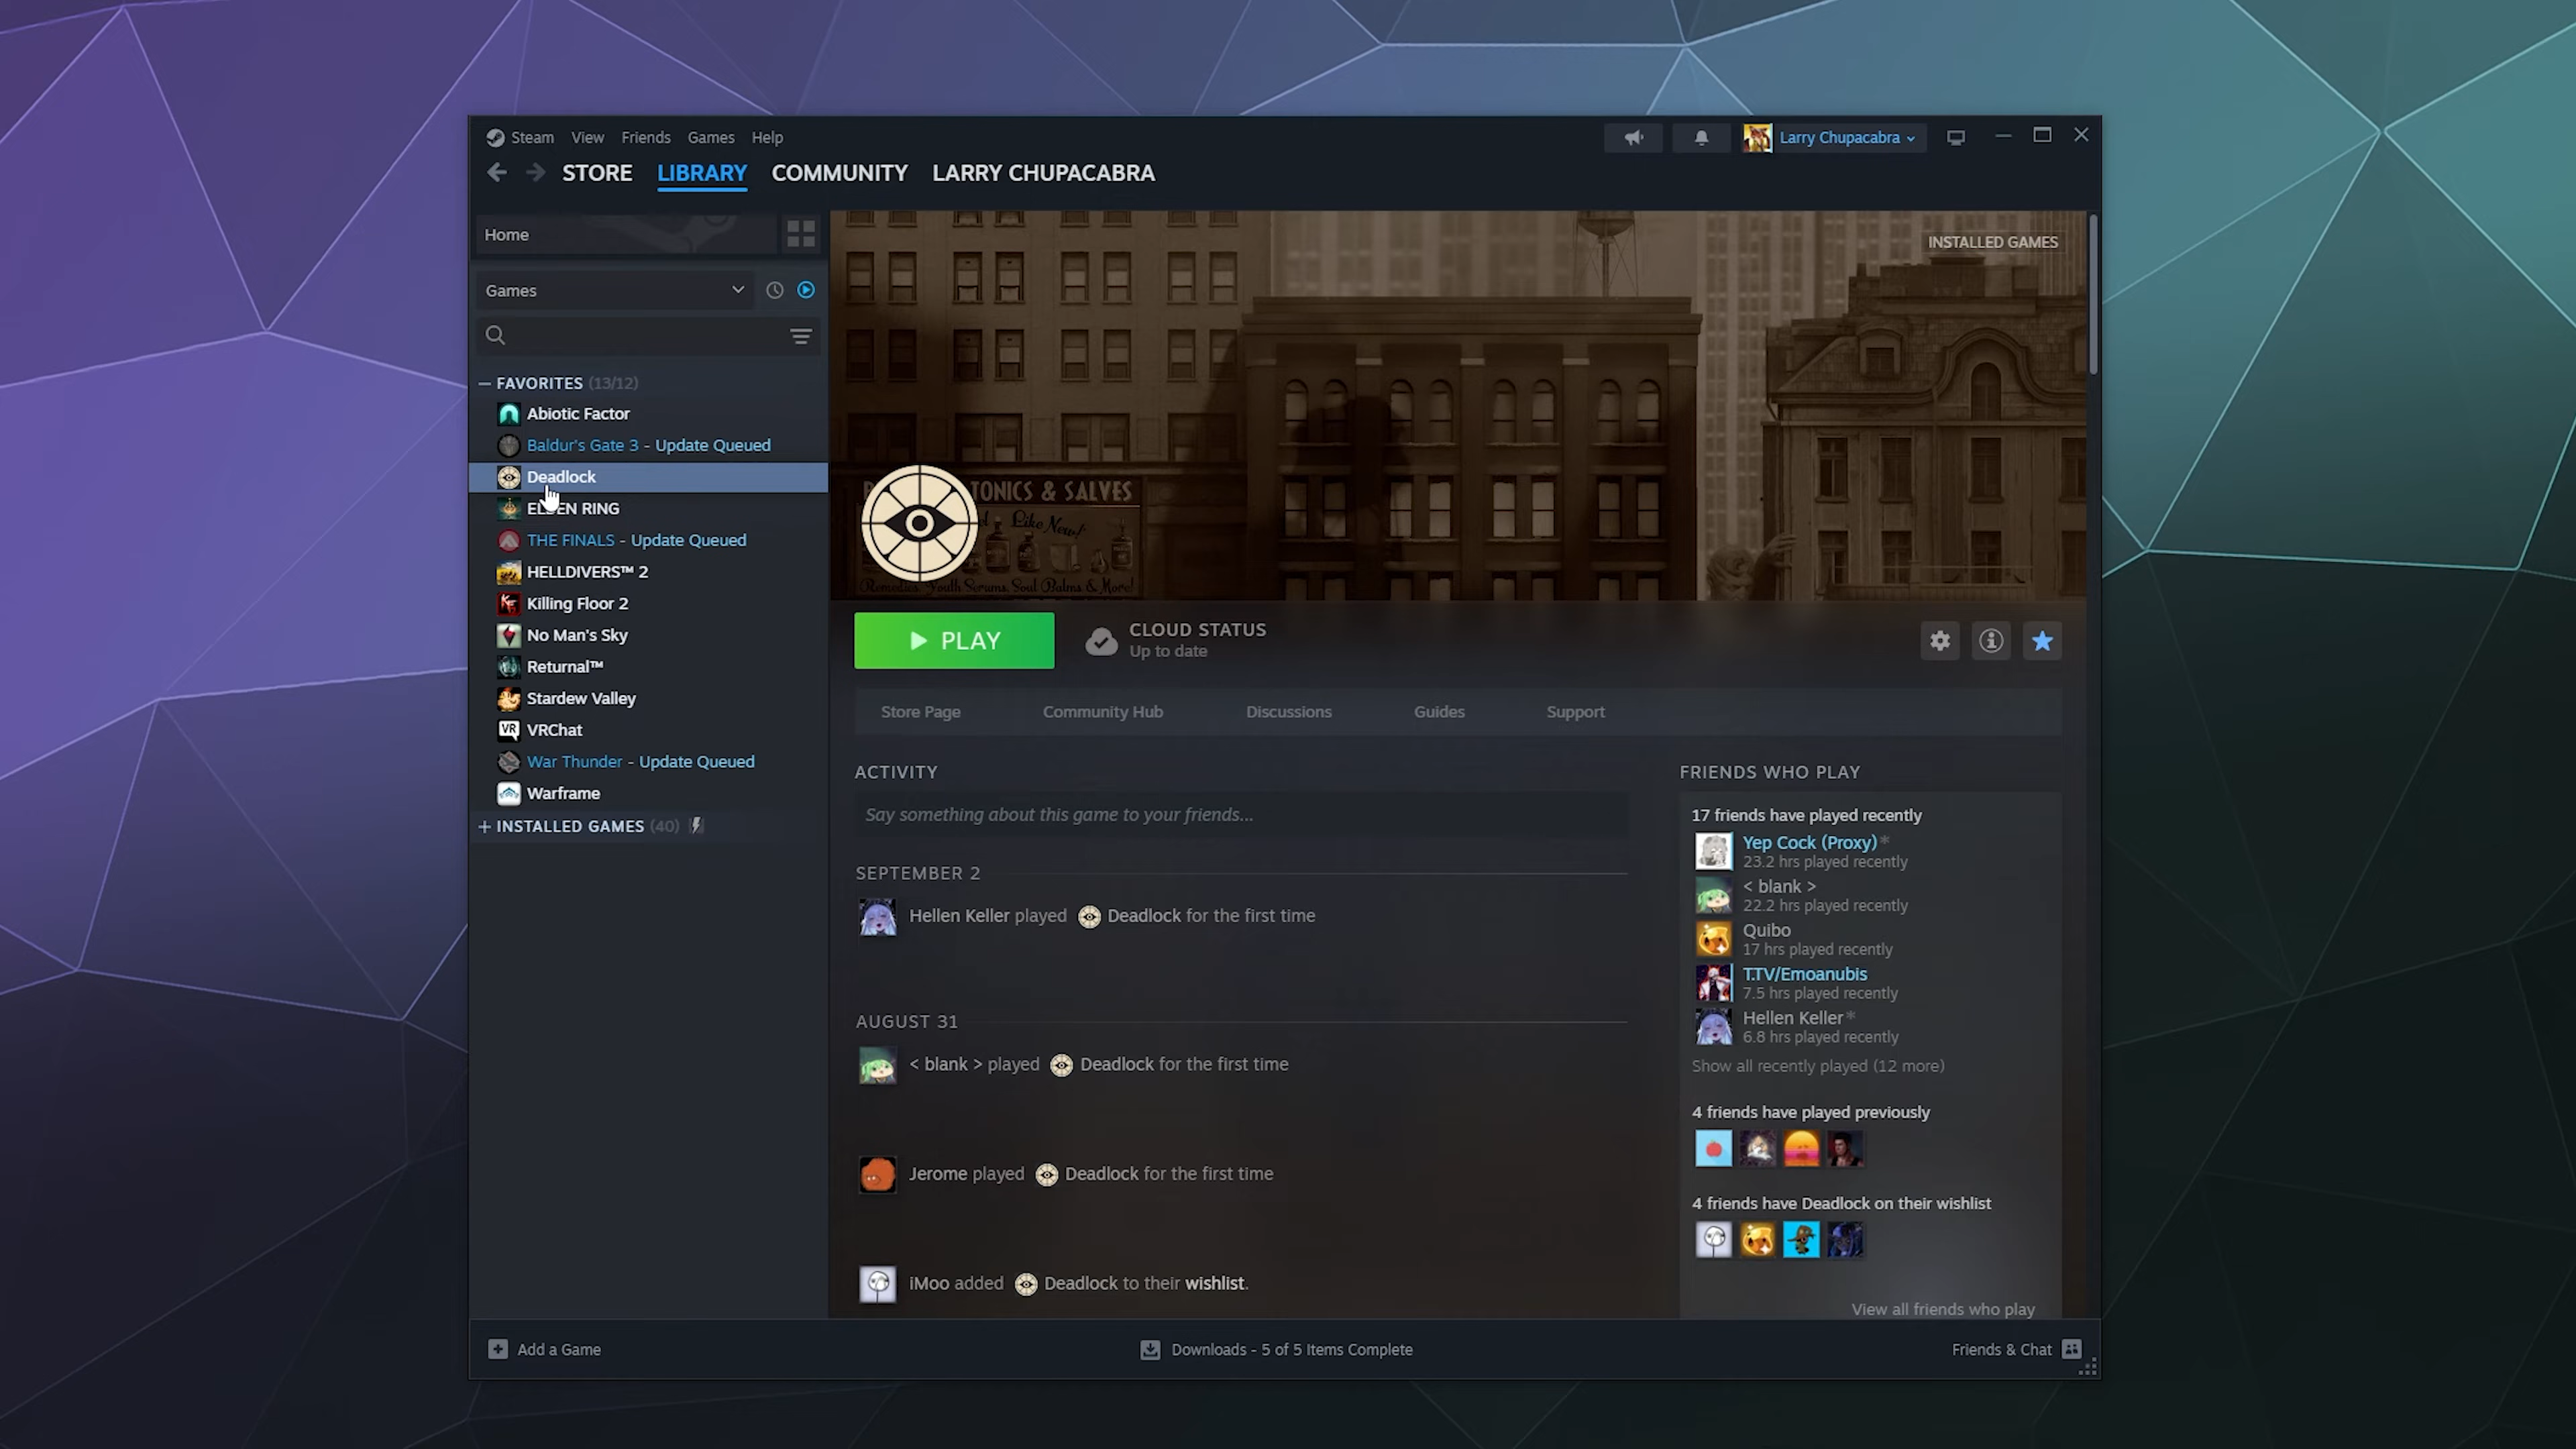 Steam View Friends Games Help
Larry Chupacabra
STORE LIBRARY COMMUNITY LARRY CHUPACABRA
Home
Games
FAVORITES (13/12)
Abiotic Factor
Baldur's Gate 3 - Update Queued
Deadlock
ELDEN RING
THE FINALS - Update Queued
HELLDIVERS™ 2
Killing Floor 2
No Man's Sky
Returnal™
Stardew Valley
VR VRChat
War Thunder - Update Queued
Warframe
INSTALLED GAMES (40)
INSTALLED GAMES
TONICS & SALVES
Like New!
Youth Serums, Soul Balms & More!
PLAY
CLOUD STATUS
Up to date
Store Page Community Hub Discussions Guides Support
ACTIVITY
Say something about this game to your friends...
SEPTEMBER 2
Hellen Keller played Deadlock for the first time
AUGUST 31
< blank > played Deadlock for the first time
Jerome played Deadlock for the first time
iMoo added Deadlock to their wishlist.
FRIENDS WHO PLAY
17 friends have played recently
Yep Cock (Proxy) *
23.2 hrs played recently
< blank >
22.2 hrs played recently
Quibo
17 hrs played recently
T.TV/Emoanubis
7.5 hrs played recently
Hellen Keller *
6.8 hrs played recently
Show all recently played (12 more)
4 friends have played previously
4 friends have Deadlock on their wishlist
View all friends who play
Add a Game
Downloads - 5 of 5 Items Complete
Friends & Chat